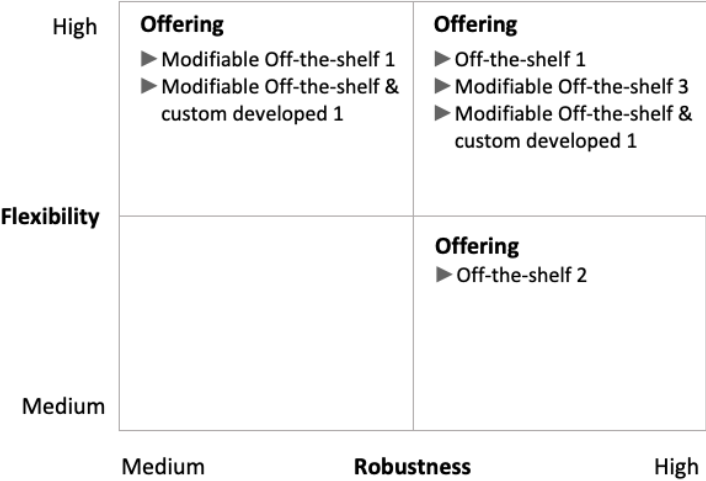 High
Offering
▶ Modifiable Off-the-shelf 1
▶ Modifiable Off-the-shelf &
custom developed 1
Offering
▶ Off-the-shelf 1
▶ Modifiable Off-the-shelf 3
▶ Modifiable Off-the-shelf &
custom developed 1
Flexibility
Offering
▶ Off-the-shelf 2
Medium
Medium
Robustness
High